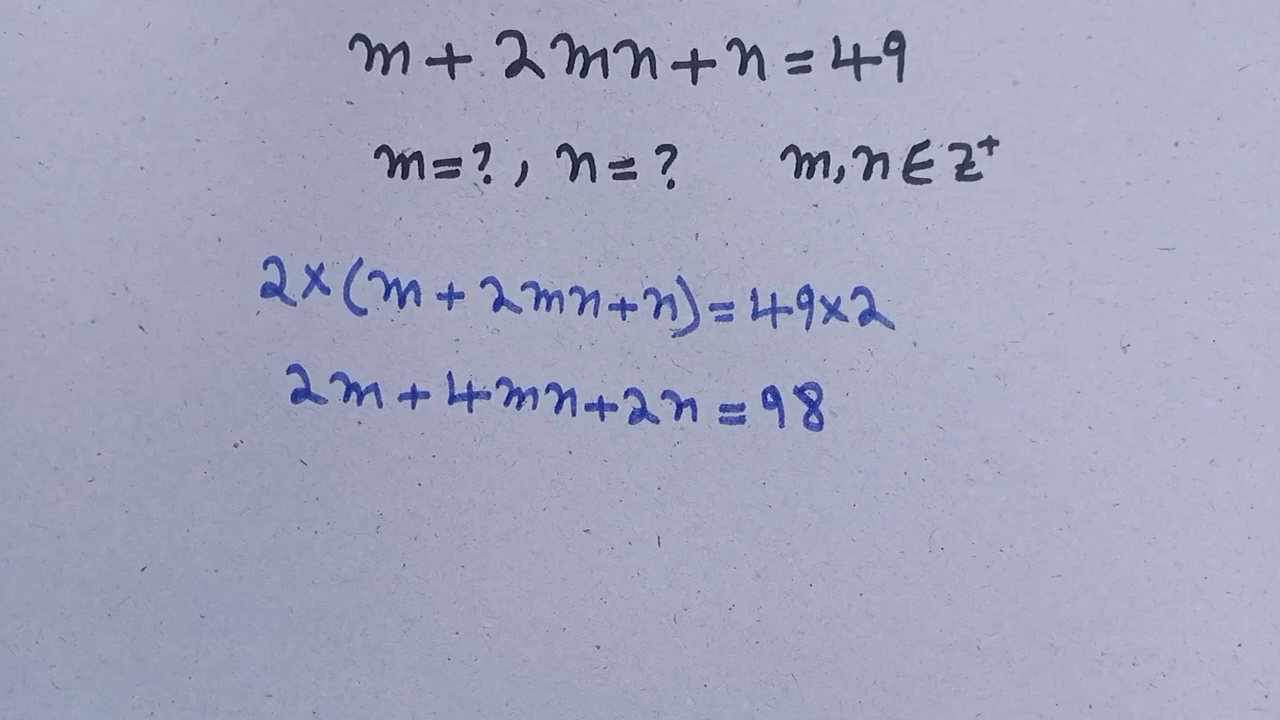 m + 2mn + n = 49
m = ?, n = ? m, n ∈ Z⁺
2 × (m + 2mn + n) = 49 × 2
2m + 4mn + 2n = 98